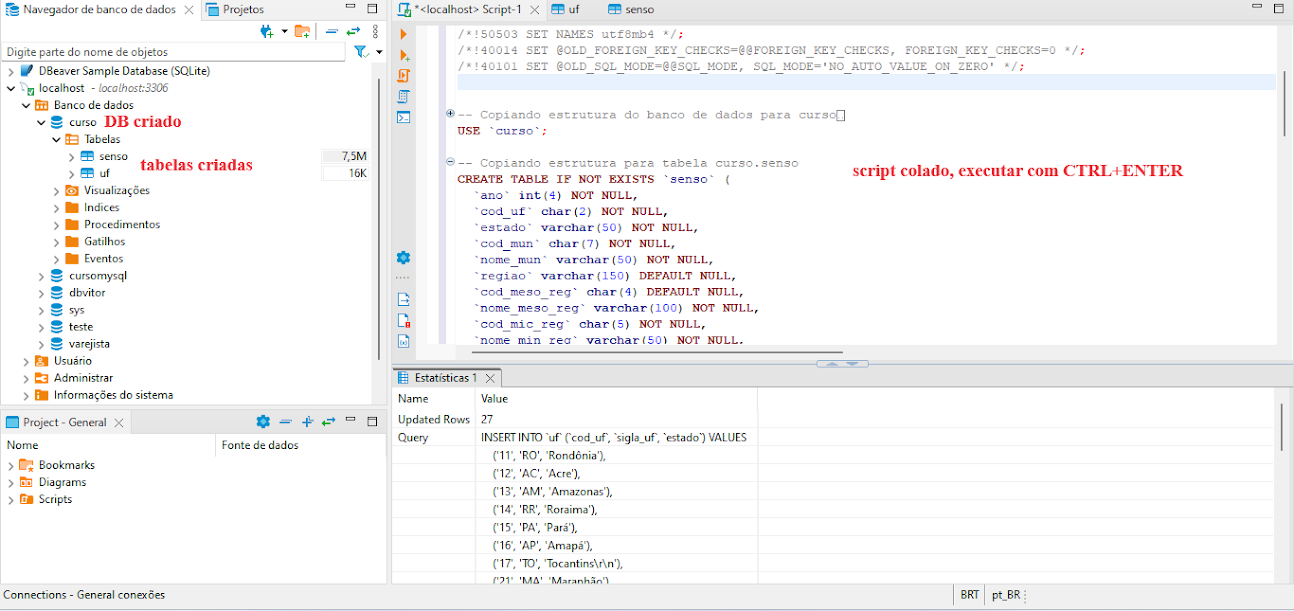 Navegador de banco de dados
Projetos
Digite parte do nome de objetos
DBeaver Sample Database (SQLite)
localhost - localhost:3306
Banco de dados
curso DB criado
Tabelas
senso 7,5M
tabelas criadas
uf 16K
Visualizações
Indices
Procedimentos
Gatilhos
Eventos
cursomysql
dbvitor
sys
teste
varejista
Usuário
Administrar
Informações do sistema
Project - General
Nome Fonte de dados
Bookmarks
Diagrams
Scripts
*<localhost> Script-1 uf senso
/*!50503 SET NAMES utf8mb4 */;
/*!40014 SET @OLD_FOREIGN_KEY_CHECKS=@@FOREIGN_KEY_CHECKS, FOREIGN_KEY_CHECKS=0 */;
/*!40101 SET @OLD_SQL_MODE=@@SQL_MODE, SQL_MODE='NO_AUTO_VALUE_ON_ZERO' */;
-- Copiando estrutura do banco de dados para curso
USE `curso`;
-- Copiando estrutura para tabela curso.senso
script colado, executar com CTRL+ENTER
CREATE TABLE IF NOT EXISTS `senso` (
`ano` int(4) NOT NULL,
`cod_uf` char(2) NOT NULL,
`estado` varchar(50) NOT NULL,
`cod_mun` char(7) NOT NULL,
`nome_mun` varchar(50) NOT NULL,
`regiao` varchar(150) DEFAULT NULL,
`cod_meso_reg` char(4) DEFAULT NULL,
`nome_meso_reg` varchar(100) NOT NULL,
`cod_mic_reg` char(5) NOT NULL,
`nome_min_reg` varchar(50) NOT NULL,
Estatísticas 1
Name Value
Updated Rows 27
Query INSERT INTO `uf` (`cod_uf`, `sigla_uf`, `estado`) VALUES
('11', 'RO', 'Rondônia'),
('12', 'AC', 'Acre'),
('13', 'AM', 'Amazonas'),
('14', 'RR', 'Roraima'),
('15', 'PA', 'Pará'),
('16', 'AP', 'Amapá'),
('17', 'TO', 'Tocantins\r\n'),
('21', 'MA', 'Maranhão'),
Connections - General conexões
BRT pt_BR